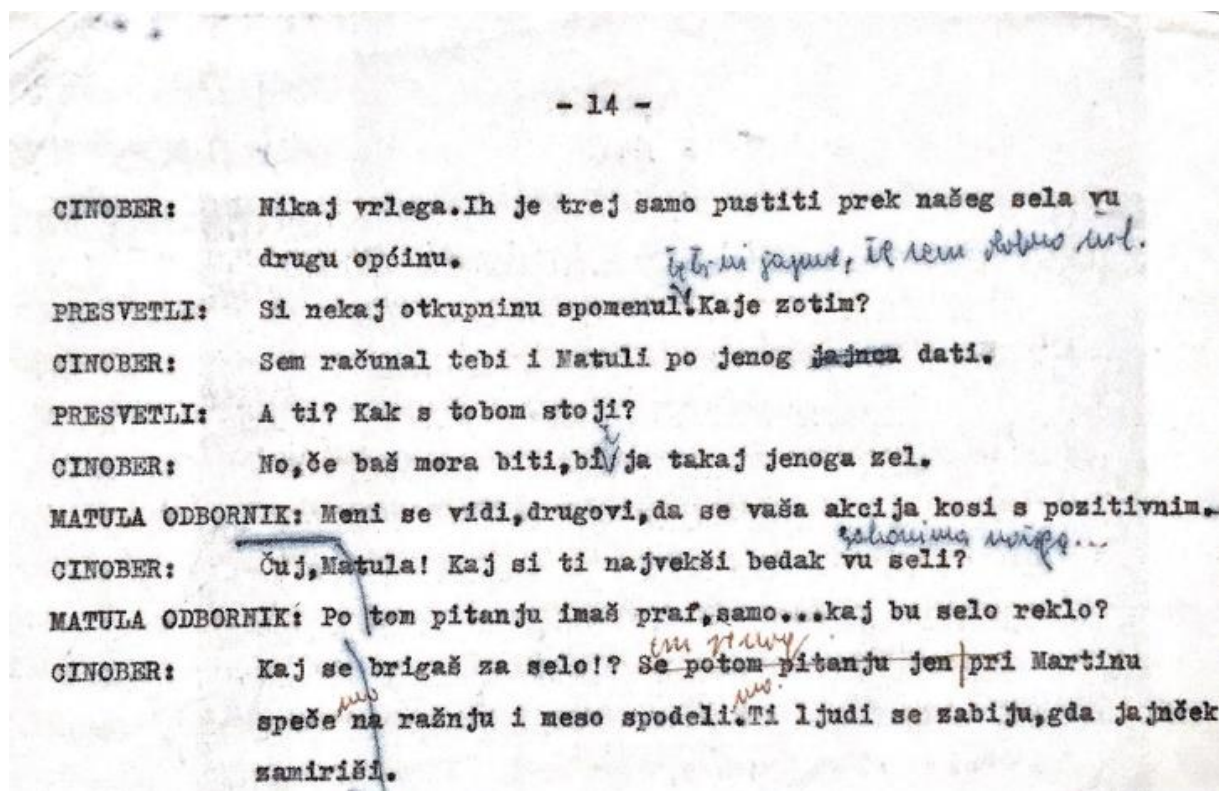 - 14 -
CINOBER: Nikaj vrlega.Ih je trej samo pustiti prek našeg sela vu
drugu općinu.
PRESVETLI: Si nekaj otkupninu spomenul.Kaje zotim?
CINOBER: Sem računal tebi i Matuli po jenog jajnca dati.
PRESVETLI: A ti? Kak s tobom stoji?
CINOBER: No,če baš mora biti,bi ja takaj jenoga zel.
MATULA ODBORNIK: Meni se vidi,drugovi,da se vaša akcija kosi s pozitivnim.
CINOBER: Čuj,Matula! Kaj si ti najvekši bedak vu seli?
MATULA ODBORNIK: Po tom pitanju imaš praf,samo...kaj bu selo reklo?
CINOBER: Kaj se brigaš za selo!? Se potom pitanju jen pri Martinu
speče na ražnju i meso spodeli.Ti ljudi se zabiju,gda jajnček
zamiriši.